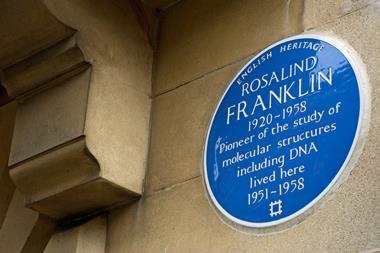 ENGLISH HERITAGE
ROSALIND
FRANKLIN
1920-1958
Pioneer of the study of
molecular structures
including DNA
lived here
1951-1958